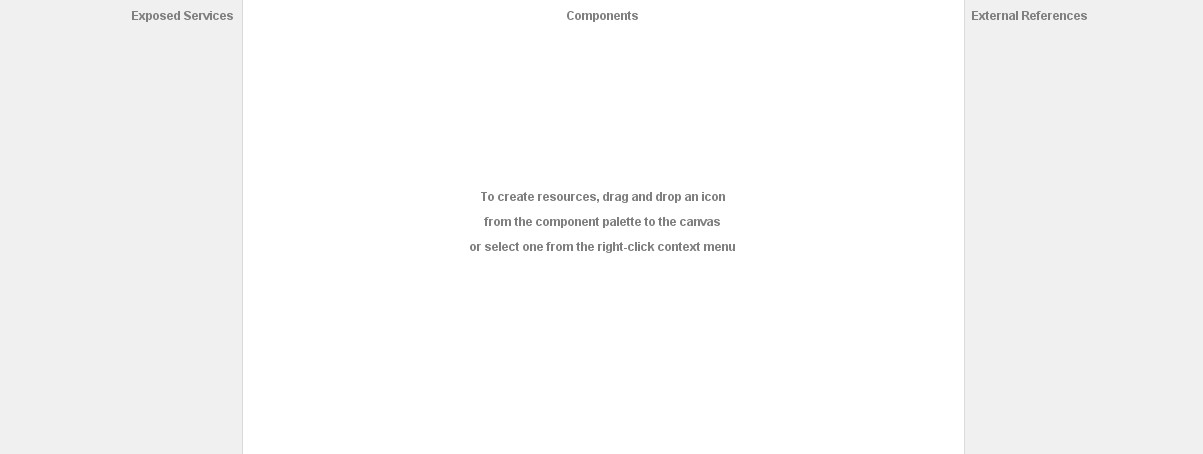 Exposed Services
Components
External References
To create resources, drag and drop an icon
from the component palette to the canvas
or select one from the right-click context menu